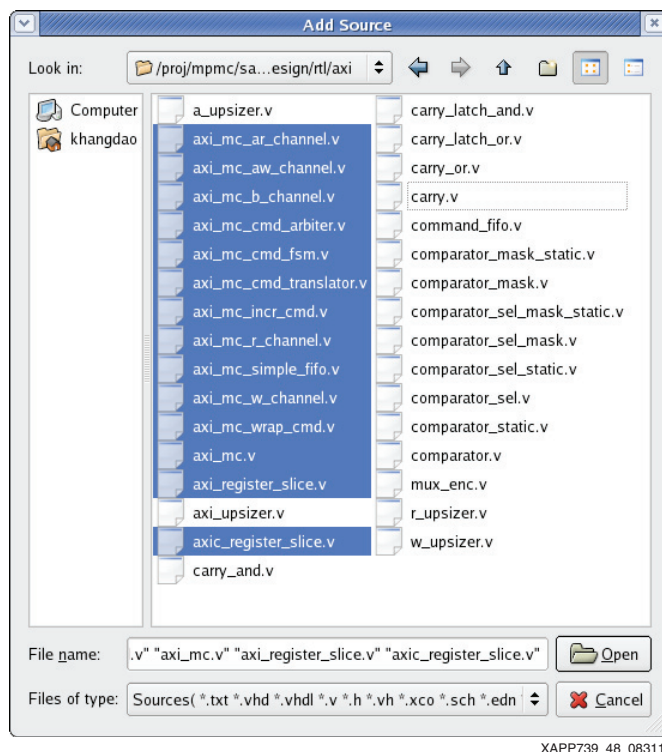 Add Source
Look in:
/proj/mpmc/sa...esign/rtl/axi
Computer
khangdao
a_upsizer.v
axi_mc_ar_channel.v
axi_mc_aw_channel.v
axi_mc_b_channel.v
axi_mc_cmd_arbiter.v
axi_mc_cmd_fsm.v
axi_mc_cmd_translator.v
axi_mc_incr_cmd.v
axi_mc_r_channel.v
axi_mc_simple_fifo.v
axi_mc_w_channel.v
axi_mc_wrap_cmd.v
axi_mc.v
axi_register_slice.v
axi_upsizer.v
axic_register_slice.v
carry_and.v
carry_latch_and.v
carry_latch_or.v
carry_or.v
carry.v
command_fifo.v
comparator_mask_static.v
comparator_mask.v
comparator_sel_mask_static.v
comparator_sel_mask.v
comparator_sel_static.v
comparator_sel.v
comparator_static.v
comparator.v
mux_enc.v
r_upsizer.v
w_upsizer.v
File name:
.v" "axi_mc.v" "axi_register_slice.v" "axic_register_slice.v"
Open
Files of type:
Sources( *.txt *.vhd *.vhdl *.v *.h *.vh *.xco *.sch *.edn
Cancel
XAPP739_48_08311